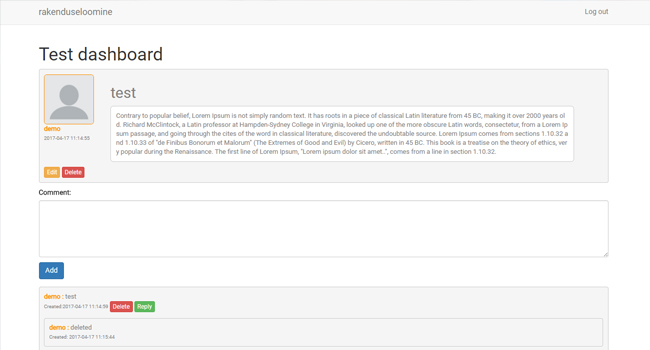 rakenduseloomine
Log out
Test dashboard
test
demo
2017-04-17 11:14:55
Contrary to popular belief, Lorem Ipsum is not simply random text. It has roots in a piece of classical Latin literature from 45 BC, making it over 2000 years ol
d. Richard McClintock, a Latin professor at Hampden-Sydney College in Virginia, looked up one of the more obscure Latin words, consectetur, from a Lorem Ip
sum passage, and going through the cites of the word in classical literature, discovered the undoubtable source. Lorem Ipsum comes from sections 1.10.32 a
nd 1.10.33 of "de Finibus Bonorum et Malorum" (The Extremes of Good and Evil) by Cicero, written in 45 BC. This book is a treatise on the theory of ethics, ver
y popular during the Renaissance. The first line of Lorem Ipsum, "Lorem ipsum dolor sit amet..", comes from a line in section 1.10.32.
Edit Delete
Comment:
Add
demo : test
Created:2017-04-17 11:14:59 Delete Reply
demo : deleted
Created: 2017-04-17 11:15:44